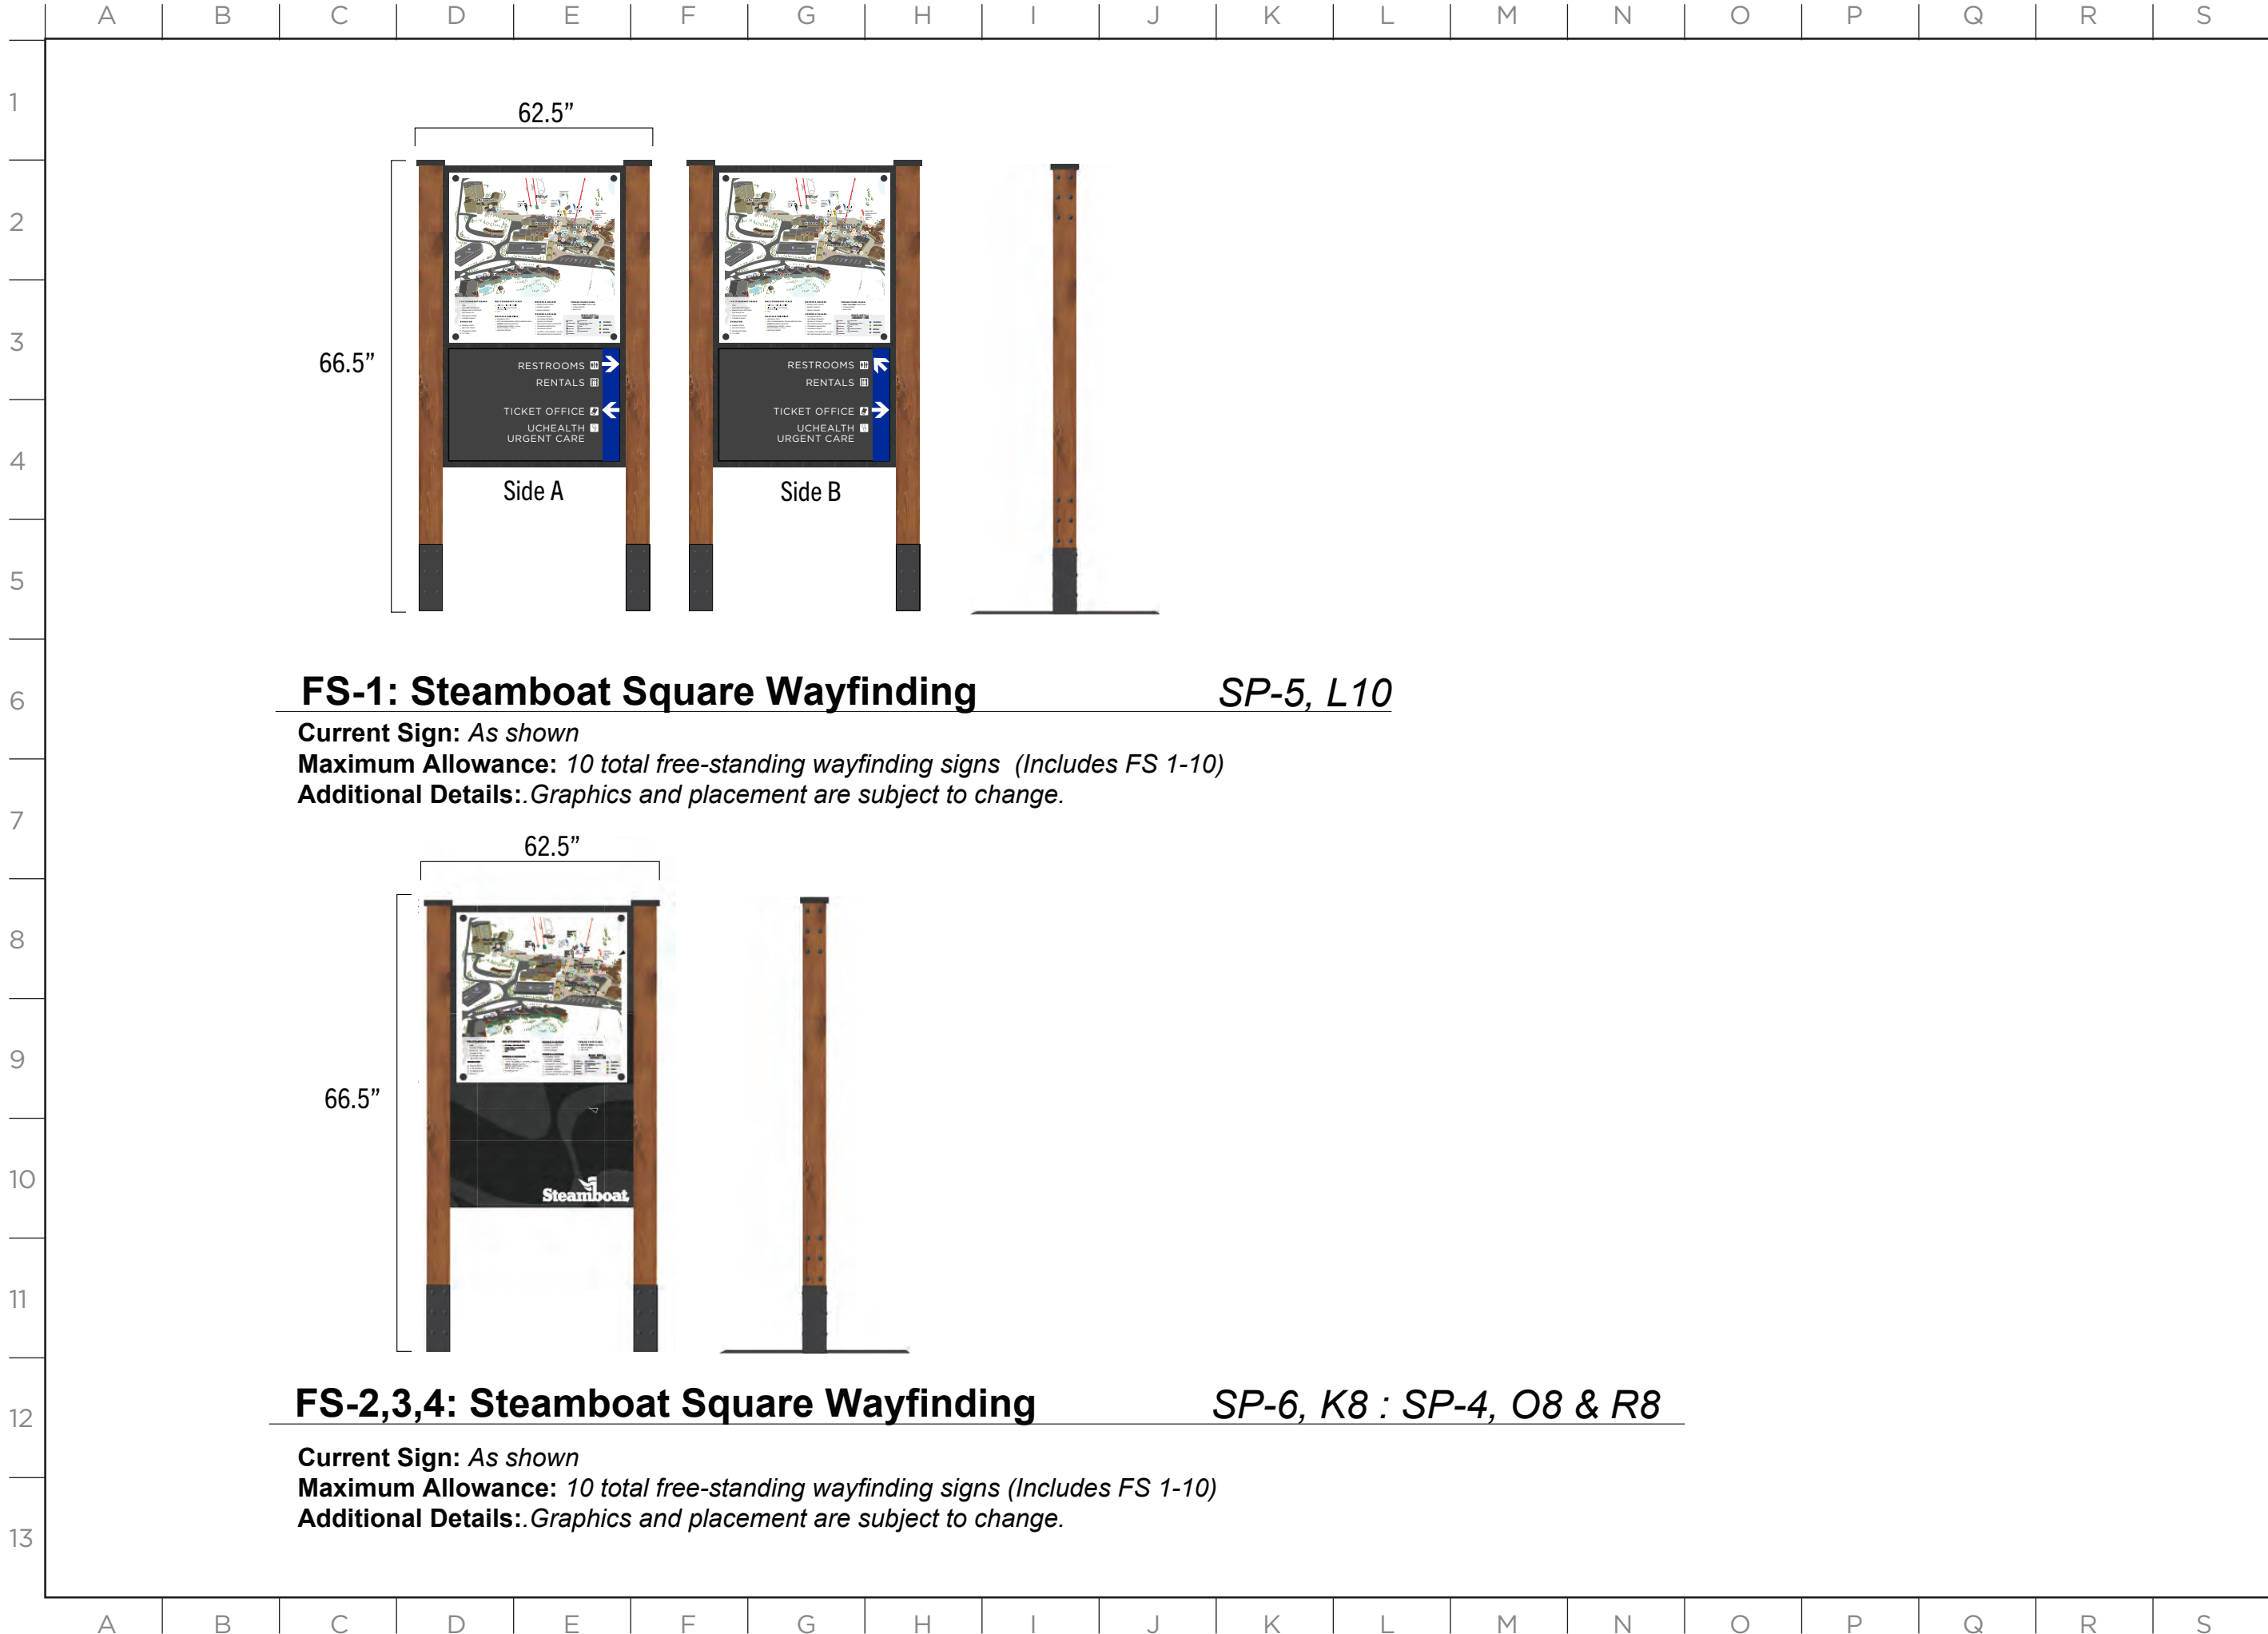 A B C D E F G H I J K L M N O P Q R S
1
62.5”
2
3
66.5”
RESTROOMS
RENTALS
TICKET OFFICE
UCHEALTH
URGENT CARE
RESTROOMS
RENTALS
TICKET OFFICE
UCHEALTH
URGENT CARE
4
Side A
Side B
5
6
FS-1: Steamboat Square Wayfinding SP-5, L10
Current Sign: As shown
Maximum Allowance: 10 total free-standing wayfinding signs (Includes FS 1-10)
Additional Details:.Graphics and placement are subject to change.
7
62.5”
8
9
66.5”
10
Steamboat
11
FS-2,3,4: Steamboat Square Wayfinding SP-6, K8 : SP-4, O8 & R8
12
Current Sign: As shown
Maximum Allowance: 10 total free-standing wayfinding signs (Includes FS 1-10)
Additional Details:.Graphics and placement are subject to change.
13
A B C D E F G H I J K L M N O P Q R S